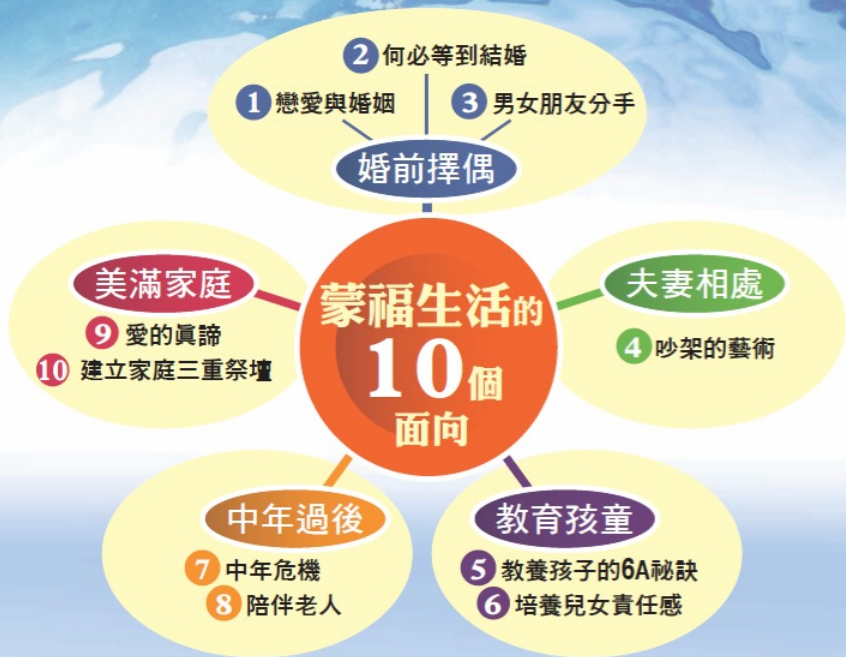 蒙福生活的
10個
面向
婚前擇偶
1 戀愛與婚姻
2 何必等到結婚
3 男女朋友分手
夫妻相處
4 吵架的藝術
教育孩童
5 教養孩子的6A祕訣
6 培養兒女責任感
中年過後
7 中年危機
8 陪伴老人
美滿家庭
9 愛的眞諦
10 建立家庭三重祭壇